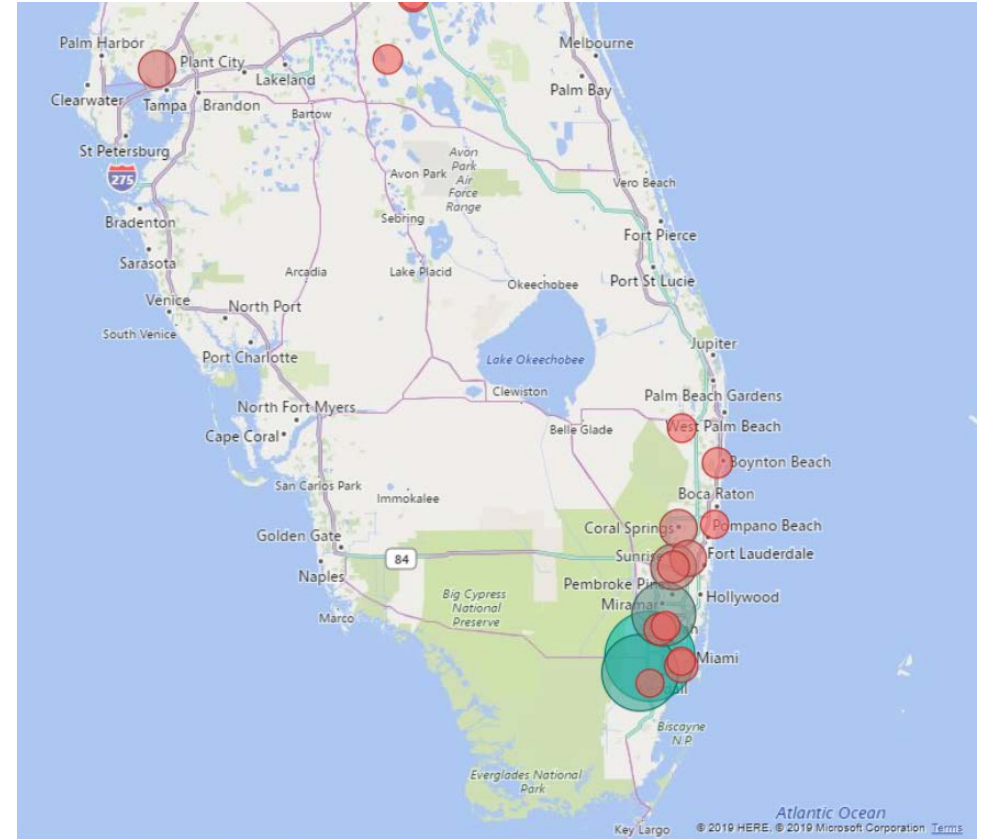 Palm Harbor
Melbourne
Plant City
Lakeland
Palm Bay
Clearwater
Tampa
Brandon
Bartow
St Petersburg
Avon
Park
Air
Force
Range
Avon Park
275
Vero Beach
Bradenton
Sebring
Fort Pierce
Sarasota
Arcadia
Lake Placid
Okeechobee
Port St Lucie
Venice
North Port
South Venice
Port Charlotte
Jupiter
Lake Okeechobee
Clewiston
Palm Beach Gardens
North Fort Myers
Belle Glade
West Palm Beach
Cape Coral
Boynton Beach
San Carlos Park
Immokalee
Boca Raton
Coral Springs
Pompano Beach
Golden Gate
84
Sunrise
Fort Lauderdale
Naples
Pembroke Pines
Big Cypress
National
Preserve
Miramar
Hollywood
Marco
Miami
Biscayne
N.P.
Everglades National
Park
Atlantic Ocean
Key Largo
© 2019 HERE, © 2019 Microsoft Corporation Terms